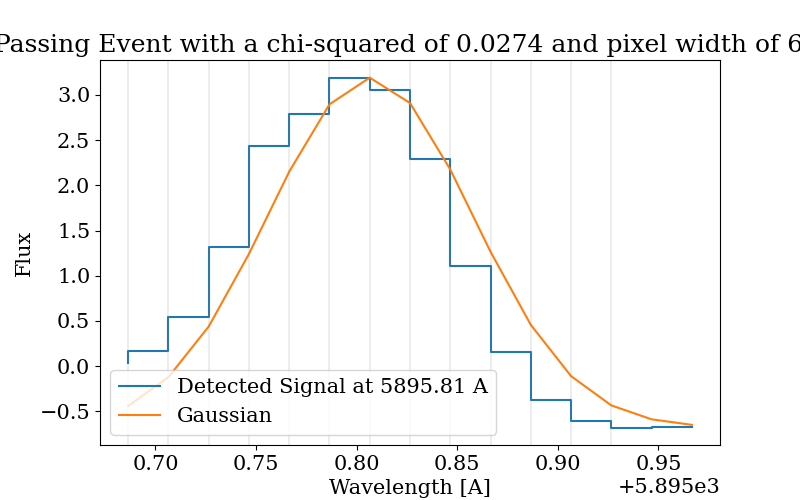 Passing Event with a chi-squared of 0.0274 and pixel width of 6
3.0
2.5
2.0
1.5
1.0
0.5
0.0
−0.5
Flux
Detected Signal at 5895.81 A
Gaussian
0.70 0.75 0.80 0.85 0.90 0.95
+5.895e3
Wavelength [A]